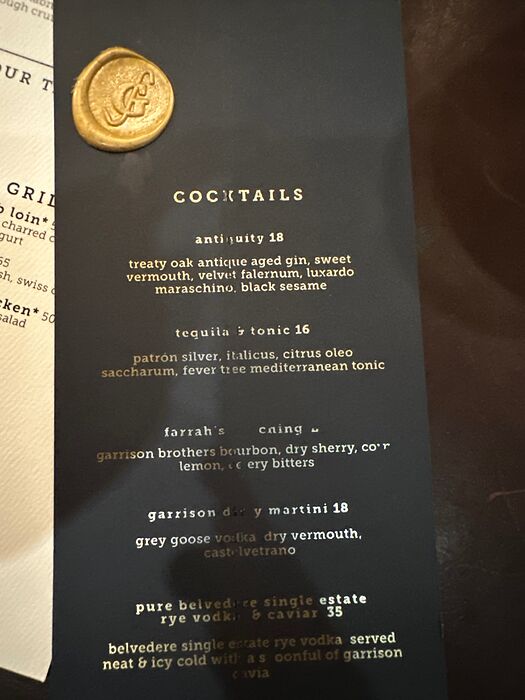 OUR
GRIL
loin*
charred
gurt
sh, swiss
cken* 50
salad
COCKTAILS
antiquity 18
treaty oak antique aged gin, sweet
vermouth, velvet falernum, luxardo
maraschino, black sesame
tequila & tonic 16
patrón silver, italicus, citrus oleo
saccharum, fever tree mediterranean tonic
farrah's
garrison brothers bourbon, dry sherry,
lemon, bitters
garrison martini 18
grey goose vodka dry vermouth,
castelvetrano
pure belvedere single estate
rye vodka & caviar 35
belvedere single estate rye vodka served
neat & icy cold with a spoonful of garrison